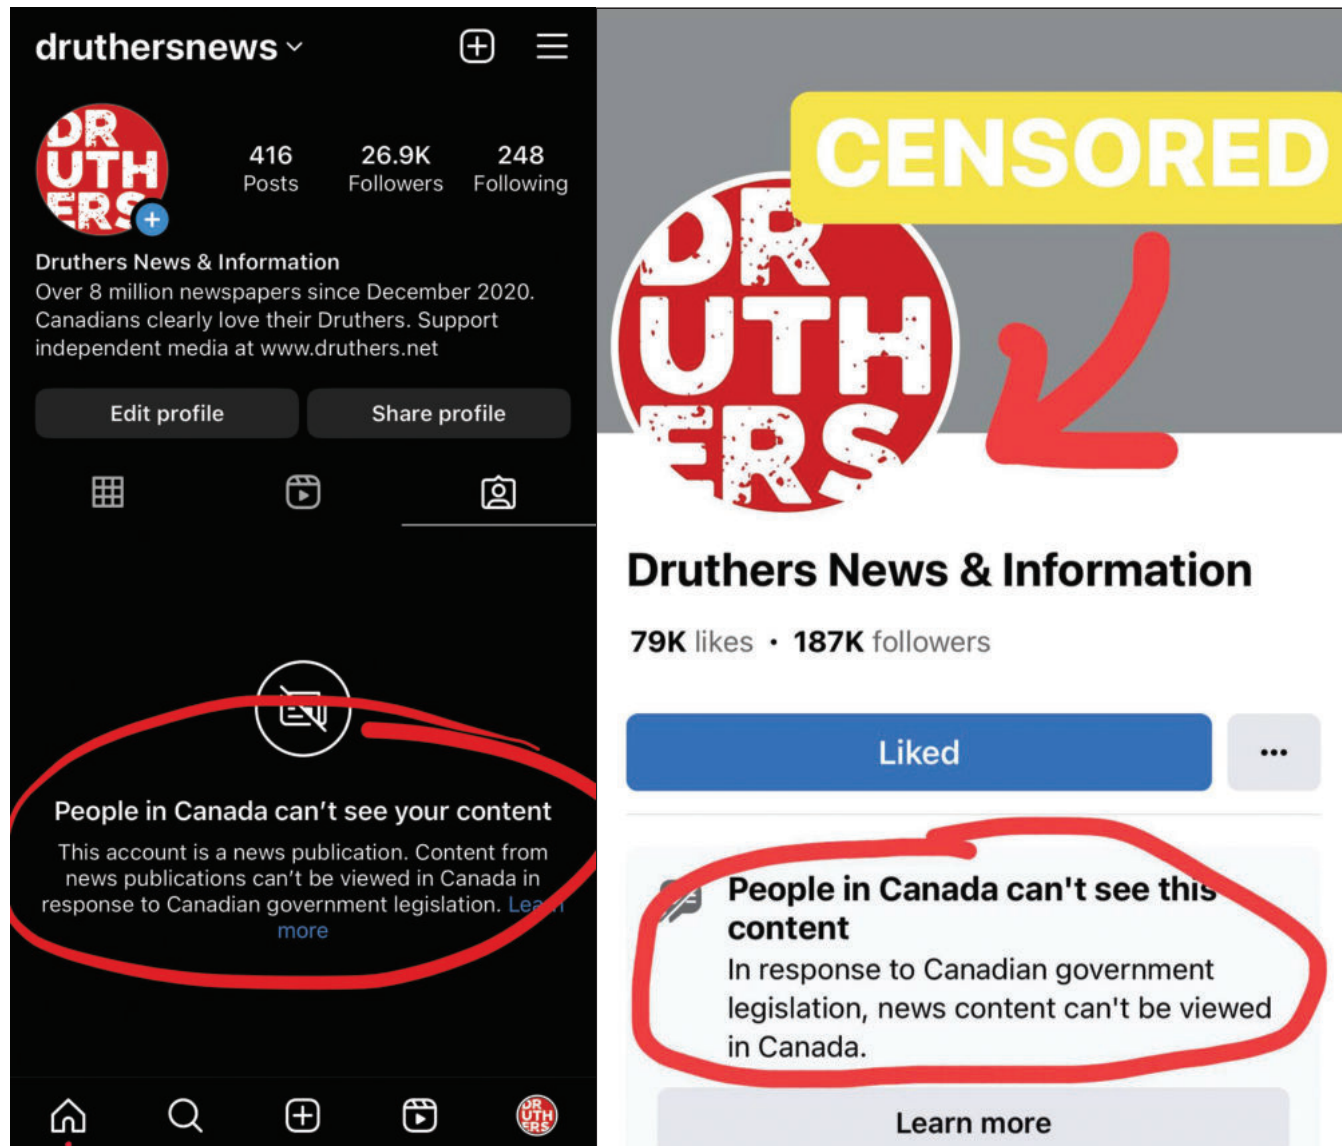 druthersnews
DR
UTH
ERS
416
26.9K
248
Posts
Followers
Following
Druthers News & Information
Over 8 million newspapers since December 2020.
Canadians clearly love their Druthers. Support
independent media at www.druthers.net
Edit profile
Share profile
People in Canada can't see your content
This account is a news publication. Content from
news publications can't be viewed in Canada in
response to Canadian government legislation. Learn
more
DR
UTH
ERS
CENSORED
DR
UTH
ERS
Druthers News & Information
79K likes • 187K followers
Liked
People in Canada can't see this
content
In response to Canadian government
legislation, news content can't be viewed
in Canada.
Learn more